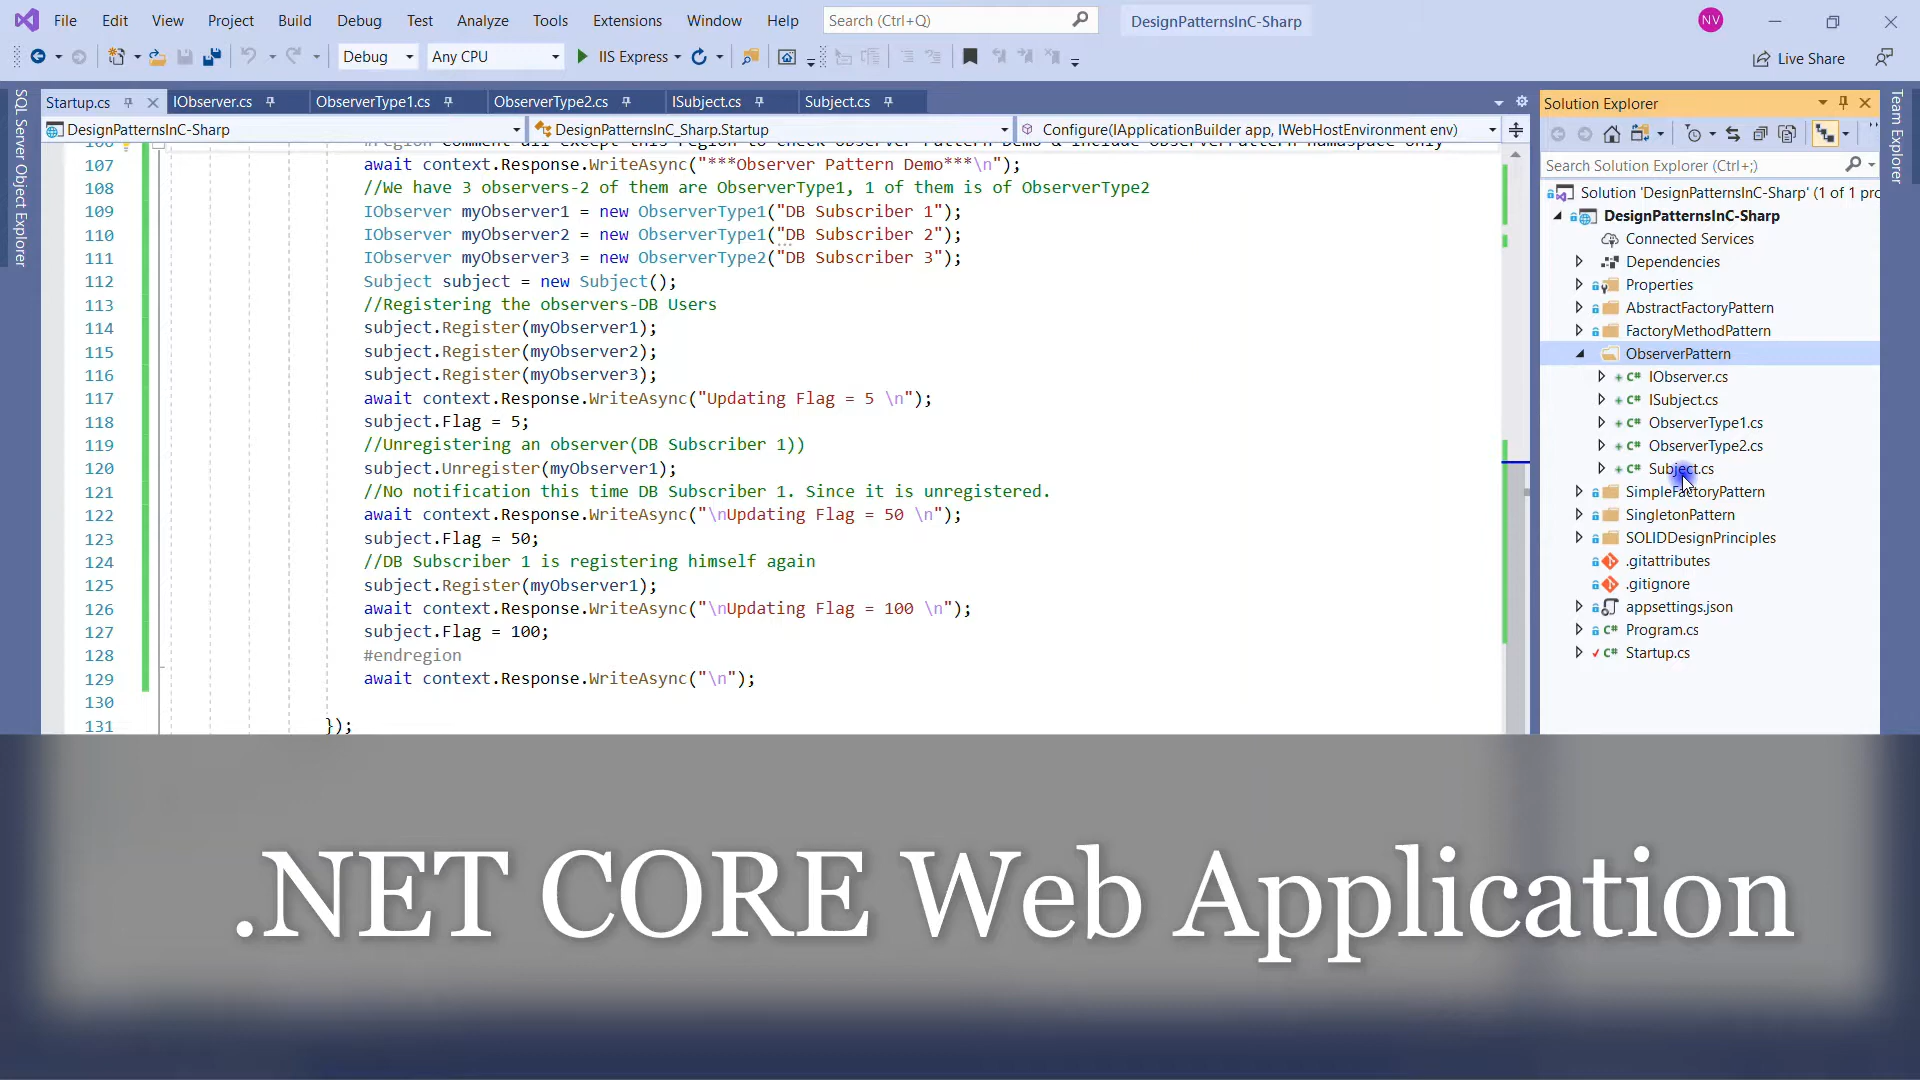 File Edit View Project Build Debug Test Analyze Tools Extensions Window Help Search (Ctrl+Q) DesignPatternsInC-Sharp NV
Debug Any CPU IIS Express Live Share
Startup.cs IObserver.cs ObserverType1.cs ObserverType2.cs ISubject.cs Subject.cs
DesignPatternsInC-Sharp DesignPatternsInC_Sharp.Startup Configure(IApplicationBuilder app, IWebHostEnvironment env)
SQL Server Object Explorer
107 await context.Response.WriteAsync("***Observer Pattern Demo***\n");
108 //We have 3 observers-2 of them are ObserverType1, 1 of them is of ObserverType2
109 IObserver myObserver1 = new ObserverType1("DB Subscriber 1");
110 IObserver myObserver2 = new ObserverType1("DB Subscriber 2");
111 IObserver myObserver3 = new ObserverType2("DB Subscriber 3");
112 Subject subject = new Subject();
113 //Registering the observers-DB Users
114 subject.Register(myObserver1);
115 subject.Register(myObserver2);
116 subject.Register(myObserver3);
117 await context.Response.WriteAsync("Updating Flag = 5 \n");
118 subject.Flag = 5;
119 //Unregistering an observer(DB Subscriber 1))
120 subject.Unregister(myObserver1);
121 //No notification this time DB Subscriber 1. Since it is unregistered.
122 await context.Response.WriteAsync("\nUpdating Flag = 50 \n");
123 subject.Flag = 50;
124 //DB Subscriber 1 is registering himself again
125 subject.Register(myObserver1);
126 await context.Response.WriteAsync("\nUpdating Flag = 100 \n");
127 subject.Flag = 100;
128 #endregion
129 await context.Response.WriteAsync("\n");
130
131 });
Solution Explorer
Search Solution Explorer (Ctrl+;)
Solution 'DesignPatternsInC-Sharp' (1 of 1 pro
DesignPatternsInC-Sharp
Connected Services
Dependencies
Properties
AbstractFactoryPattern
FactoryMethodPattern
ObserverPattern
C# IObserver.cs
C# ISubject.cs
C# ObserverType1.cs
C# ObserverType2.cs
C# Subject.cs
SimpleFactoryPattern
SingletonPattern
SOLIDDesignPrinciples
.gitattributes
.gitignore
appsettings.json
C# Program.cs
C# Startup.cs
Team Explorer
.NET CORE Web Application